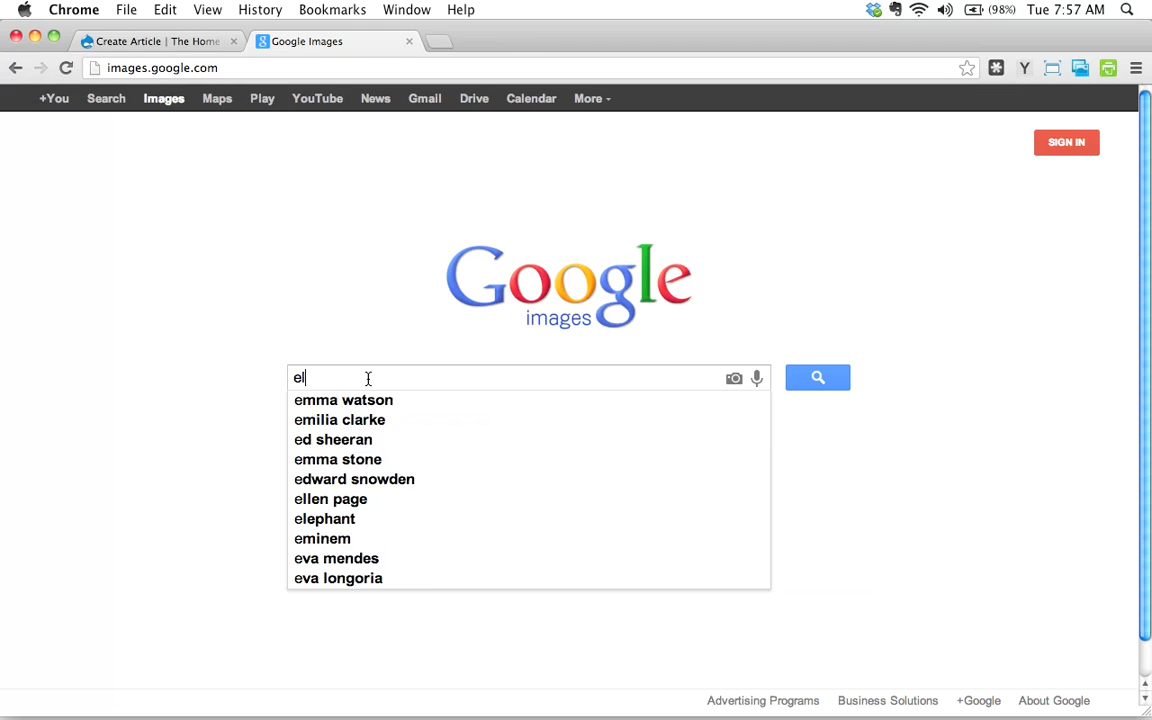 Chrome File Edit View History Bookmarks Window Help (98%) Tue 7:57 AM
Create Article | The Home Google Images
images.google.com
+You Search Images Maps Play YouTube News Gmail Drive Calendar More
SIGN IN
Google
images
el
emma watson
emilia clarke
ed sheeran
emma stone
edward snowden
ellen page
elephant
eminem
eva mendes
eva longoria
Advertising Programs Business Solutions +Google About Google